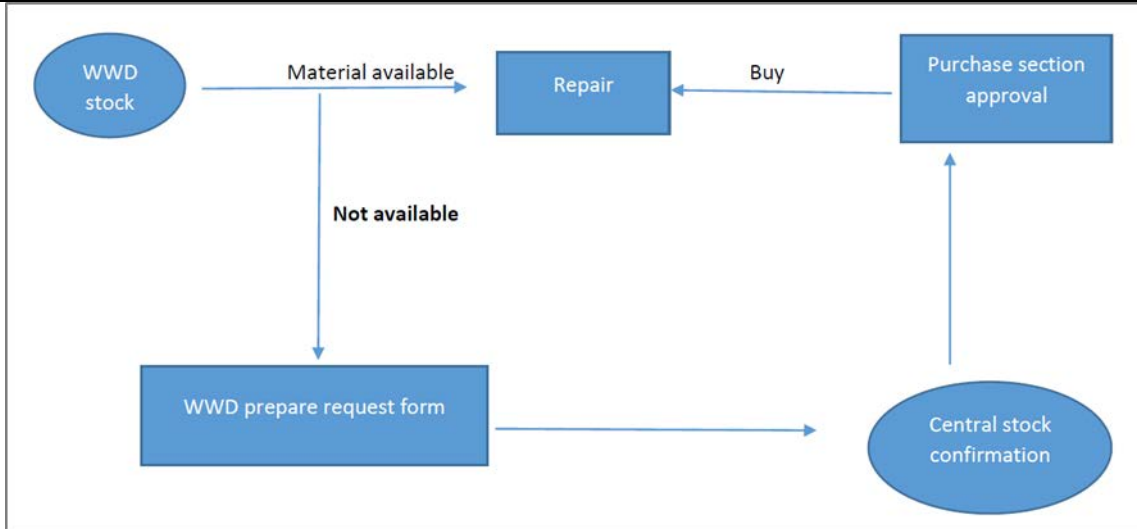 WWD
stock
Material available
Repair
Buy
Purchase section
approval
Not available
WWD prepare request form
Central stock
confirmation